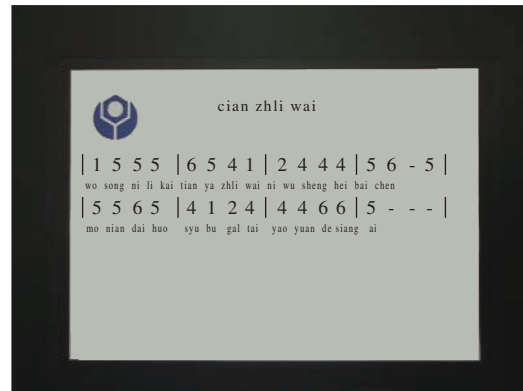 cian zhli wai
| 1 5 5 5 | 6 5 4 1 | 2 4 4 4 | 5 6 - 5 |
wo song ni li kai tian ya zhli wai ni wu sheng hei bai chen
| 5 5 6 5 | 4 1 2 4 | 4 4 6 6 | 5 - - - |
mo nian dai huo syu bu gal tai yao yuan de siang ai